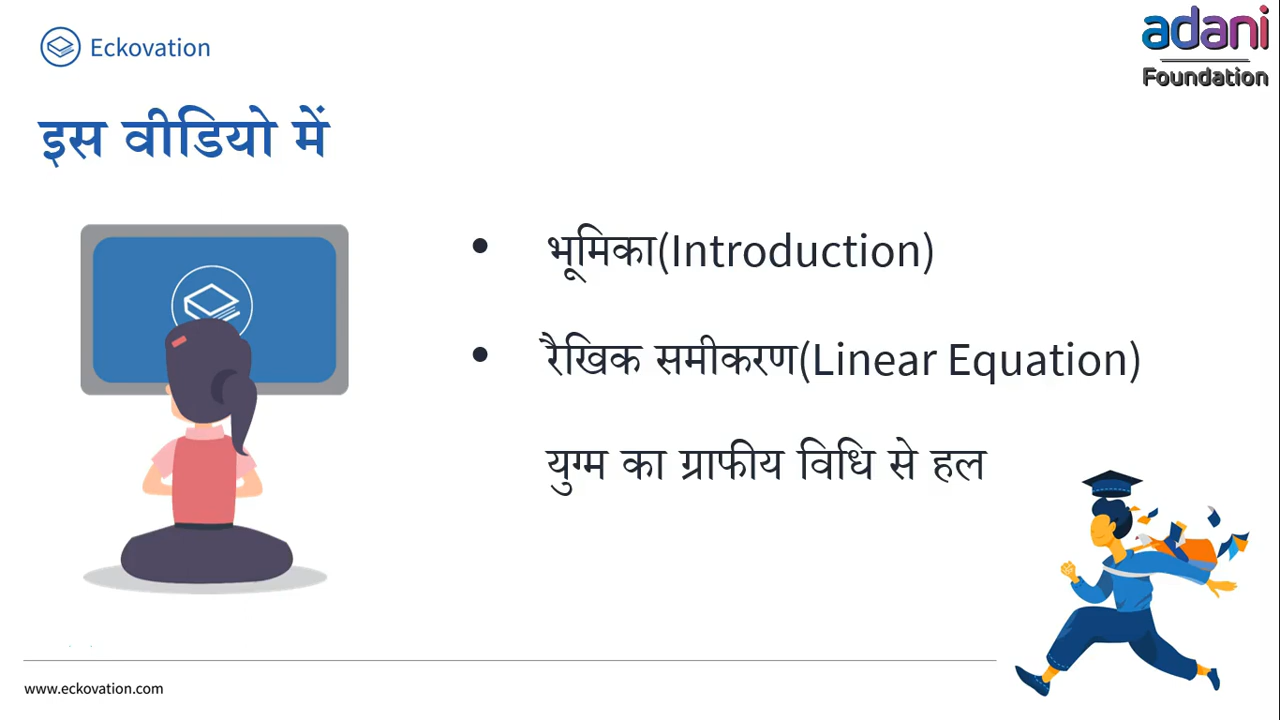 Eckovation
adani
Foundation
इस वीडियो में
• भूमिका(Introduction)
• रैखिक समीकरण(Linear Equation)
युग्म का ग्राफीय विधि से हल
www.eckovation.com